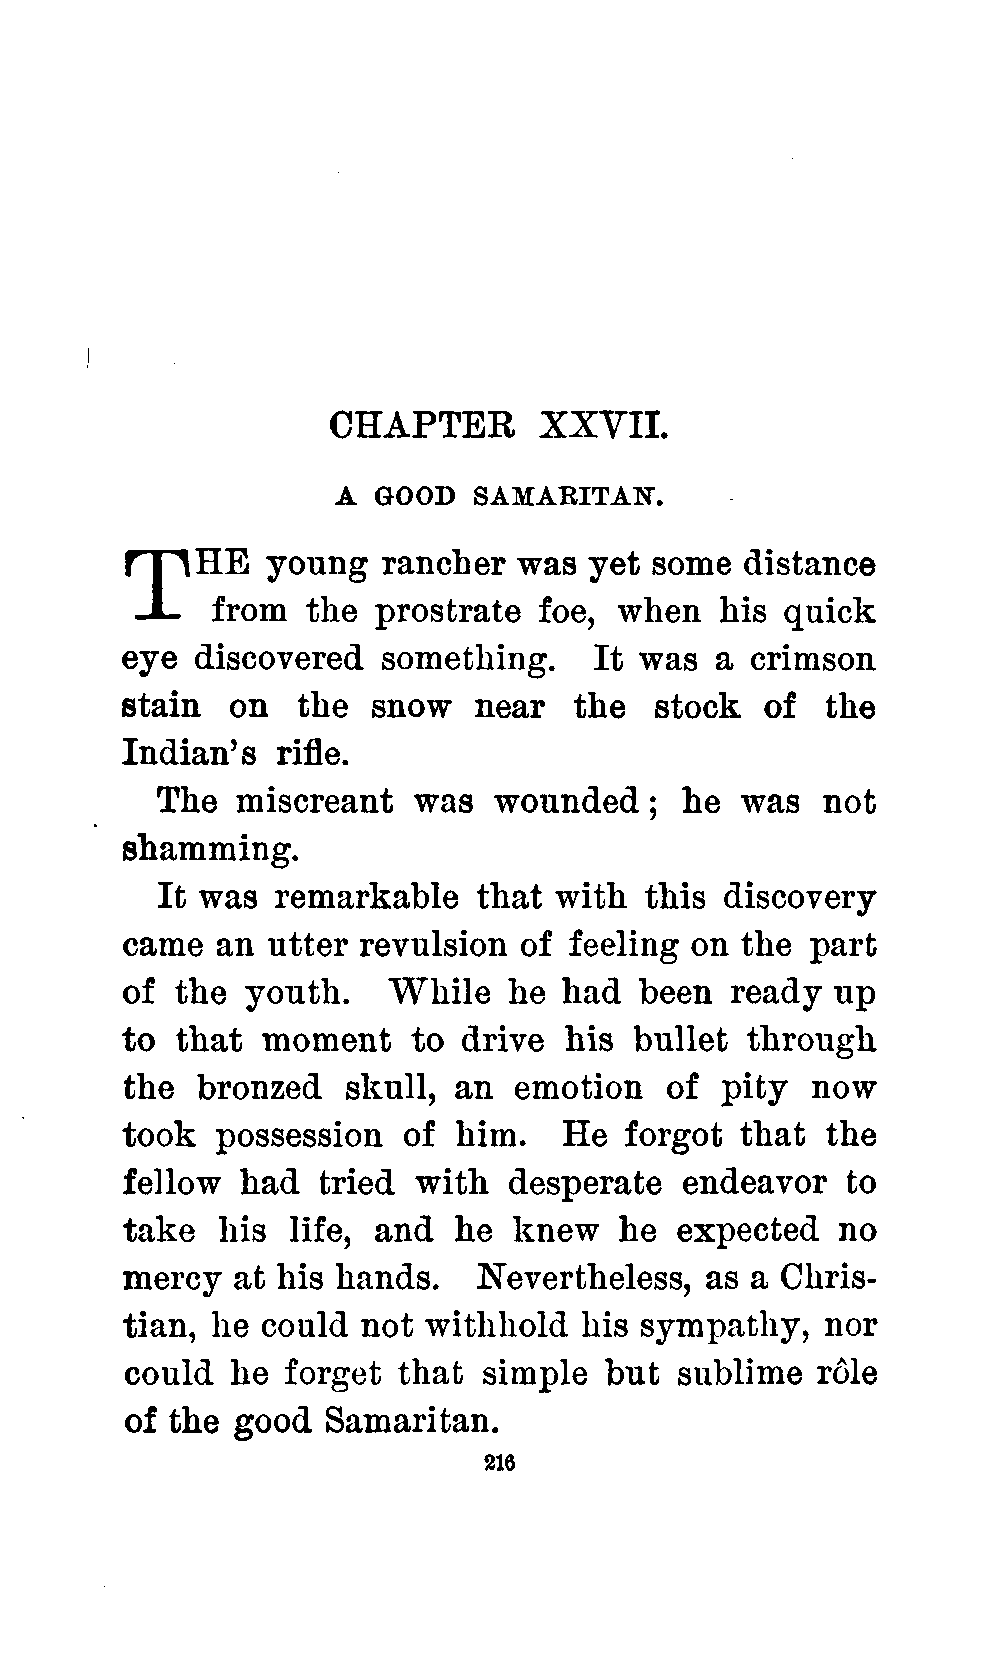 CHAPTER XXVII.
A GOOD SAMARITAN.
THE young rancher was yet some distance
from the prostrate foe, when his quick
eye discovered something. It was a crimson
stain on the snow near the stock of the
Indian's rifle.
The miscreant was wounded; he was not
shamming.
It was remarkable that with this discovery
came an utter revulsion of feeling on the part
of the youth. While he had been ready up
to that moment to drive his bullet through
the bronzed skull, an emotion of pity now
took possession of him. He forgot that the
fellow had tried with desperate endeavor to
take his life, and he knew he expected no
mercy at his hands. Nevertheless, as a Chris-
tian, he could not withhold his sympathy, nor
could he forget that simple but sublime rôle
of the good Samaritan.
216